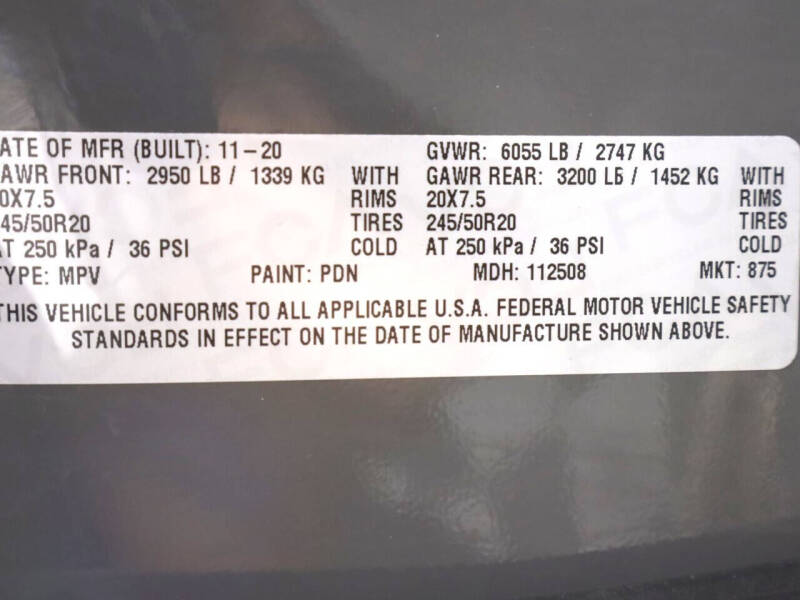 ATE OF MFR (BUILT): 11-20 GVWR: 6055 LB / 2747 KG
GAWR FRONT: 2950 LB / 1339 KG WITH GAWR REAR: 3200 LB / 1452 KG WITH
0X7.5 RIMS 20X7.5 RIMS
245/50R20 TIRES 245/50R20 TIRES
AT 250 kPa / 36 PSI COLD AT 250 kPa / 36 PSI COLD
TYPE: MPV PAINT: PDN MDH: 112508 MKT: 875
THIS VEHICLE CONFORMS TO ALL APPLICABLE U.S.A. FEDERAL MOTOR VEHICLE SAFETY
STANDARDS IN EFFECT ON THE DATE OF MANUFACTURE SHOWN ABOVE.